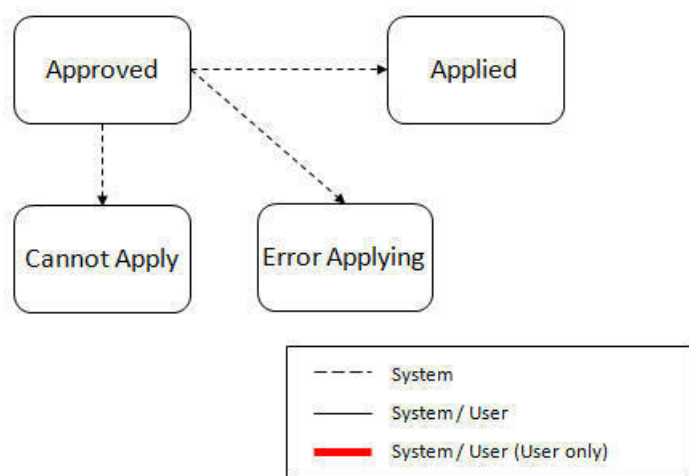 Approved
Applied
Cannot Apply
Error Applying
System
System / User
System / User (User only)